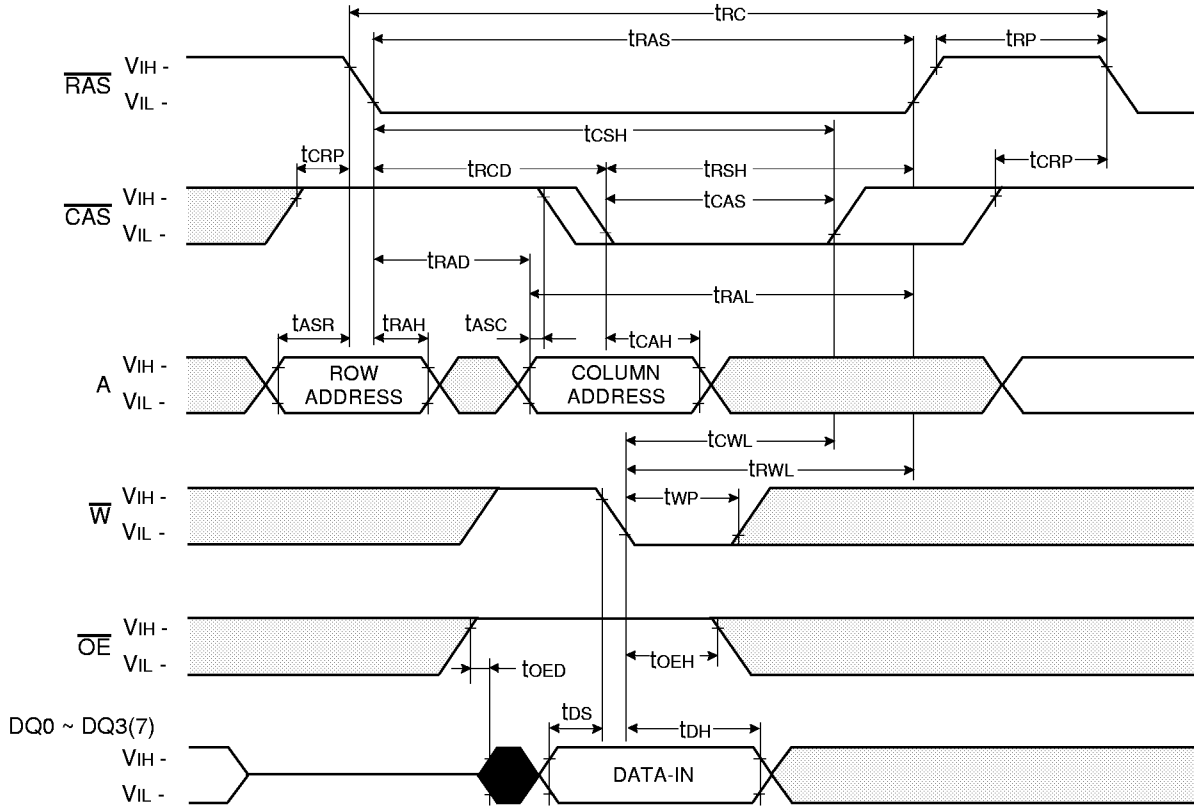 tRC
tRAS
tRP
VIH -
RAS
VIL -
tCSH
tCRP
tRCD
tRSH
tCRP
VIH -
CAS
tCAS
VIL -
tRAD
tRAL
tASR
tRAH
tASC
tCAH
VIH -
A
ROW
ADDRESS
COLUMN
ADDRESS
VIL -
tCWL
tRWL
VIH -
W
tWP
VIL -
VIH -
OE
VIL -
tOED
tOEH
DQ0 ~ DQ3(7)
tDS
tDH
VIH -
DATA-IN
VIL -